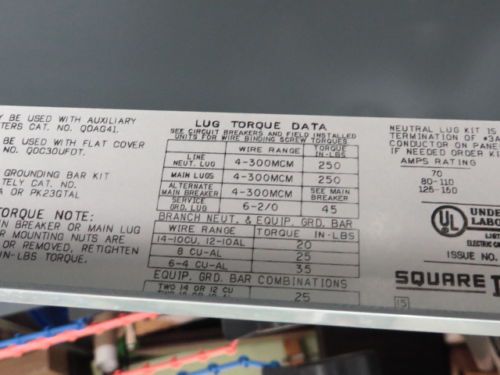 Y BE USED WITH AUXILIARY
TERS CAT. NO. QOAG41.
BE USED WITH FLAT COVER
NO. QOC30UFDT.
GROUNDING BAR KIT
TELY CAT. NO.
OR PK23GTAL
TORQUE NOTE:
IN BREAKER OR MAIN LUG
R MOUNTING NUTS ARE
OR REMOVED, RETIGHTEN
IN-LBS TORQUE.
LUG TORQUE DATA
SEE CIRCUIT BREAKERS AND FIELD INSTALLED
UNITS FOR WIRE BINDING SCREW TORQUES
WIRE RANGE TORQUE IN-LBS
LINE NEUT. LUG 4-300MCM 250
MAIN LUGS 4-300MCM 250
ALTERNATE MAIN BREAKER 4-300MCM SEE MAIN BREAKER
SERVICE GRD. LUG 6-2/0 45
BRANCH NEUT. & EQUIP. GRD. BAR
WIRE RANGE TORQUE IN-LBS
14-10CU, 12-10AL 20
8 CU-AL 25
6-4 CU-AL 35
EQUIP. GRD. BAR COMBINATIONS
TWO 14 OR 12 CU 25
NEUTRAL LUG KIT IS
TERMINATION OF
CONDUCTOR ON PANE
IF NEEDED ORDER KI
AMPS RATING
70
80-110
125-150
UL
UNDE
LABO
LIST
ELECTRIC
ISSUE NO.
SQUARE
15